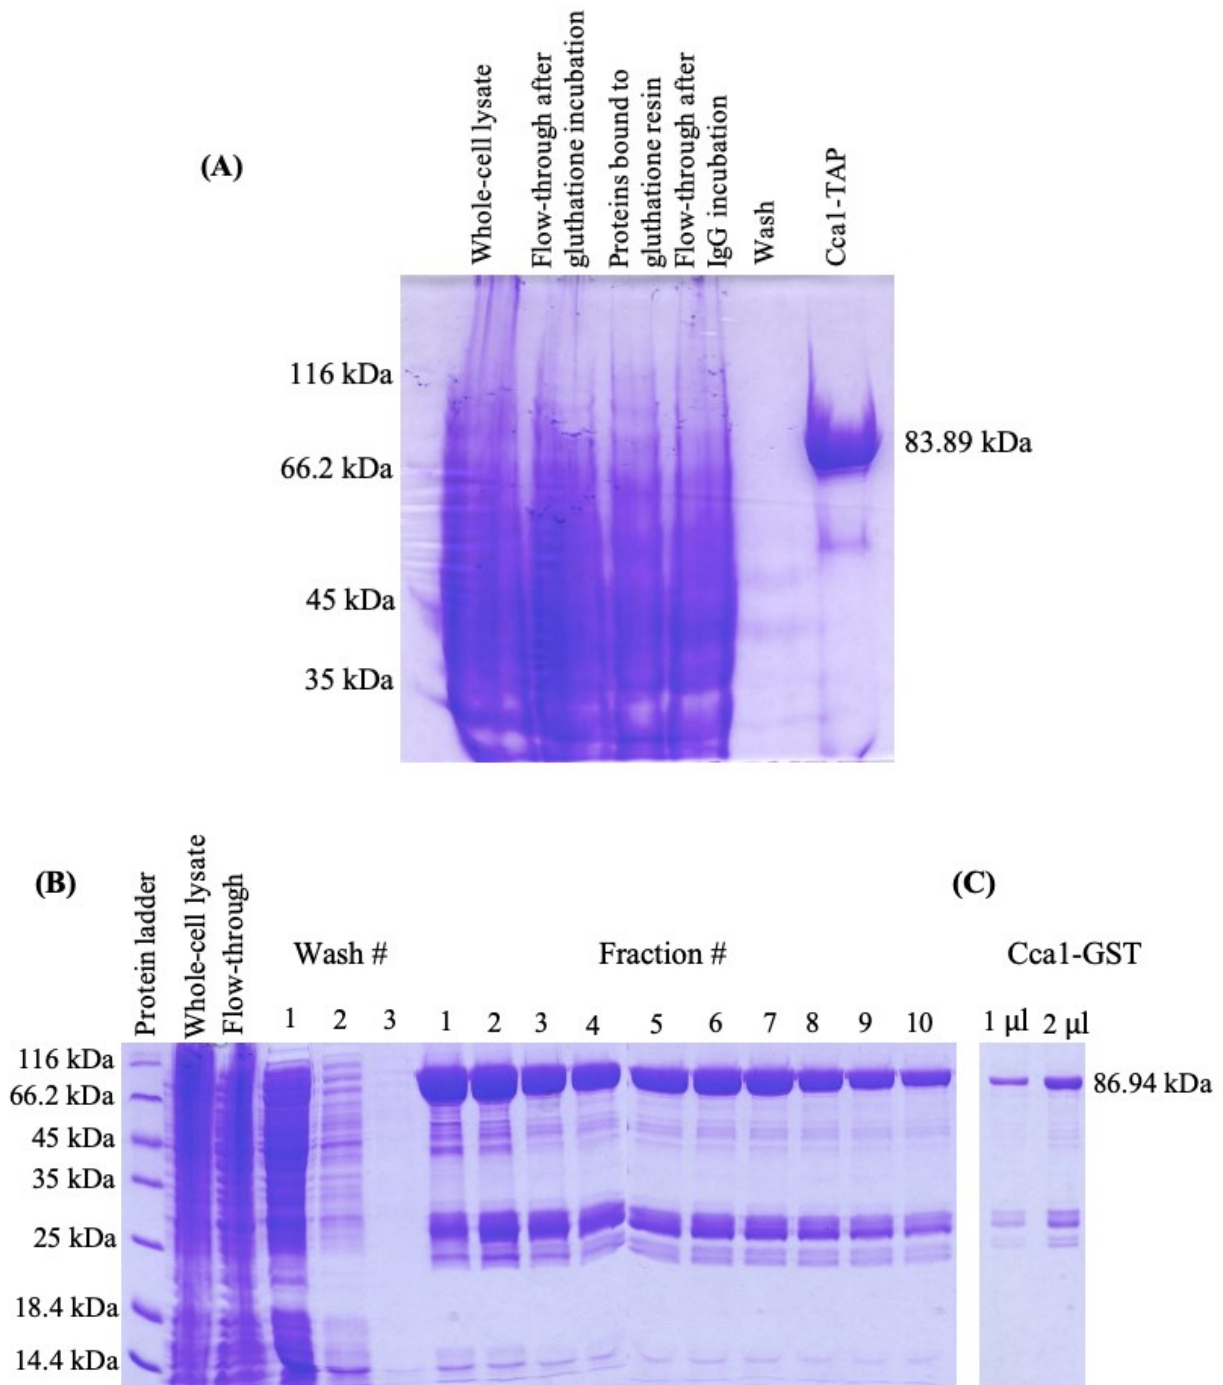 (A)
Whole-cell lysate
Flow-through after
gluthatione incubation
Proteins bound to
gluthatione resin
Flow-through after
IgG incubation
Wash
Cca1-TAP
116 kDa
66.2 kDa
45 kDa
35 kDa
83.89 kDa
(B)
Protein ladder
Whole-cell lysate
Flow-through
Wash #
1 2 3
Fraction #
1 2 3 4 5 6 7 8 9 10
116 kDa
66.2 kDa
45 kDa
35 kDa
25 kDa
18.4 kDa
14.4 kDa
(C)
Cca1-GST
1 µl 2 µl
86.94 kDa